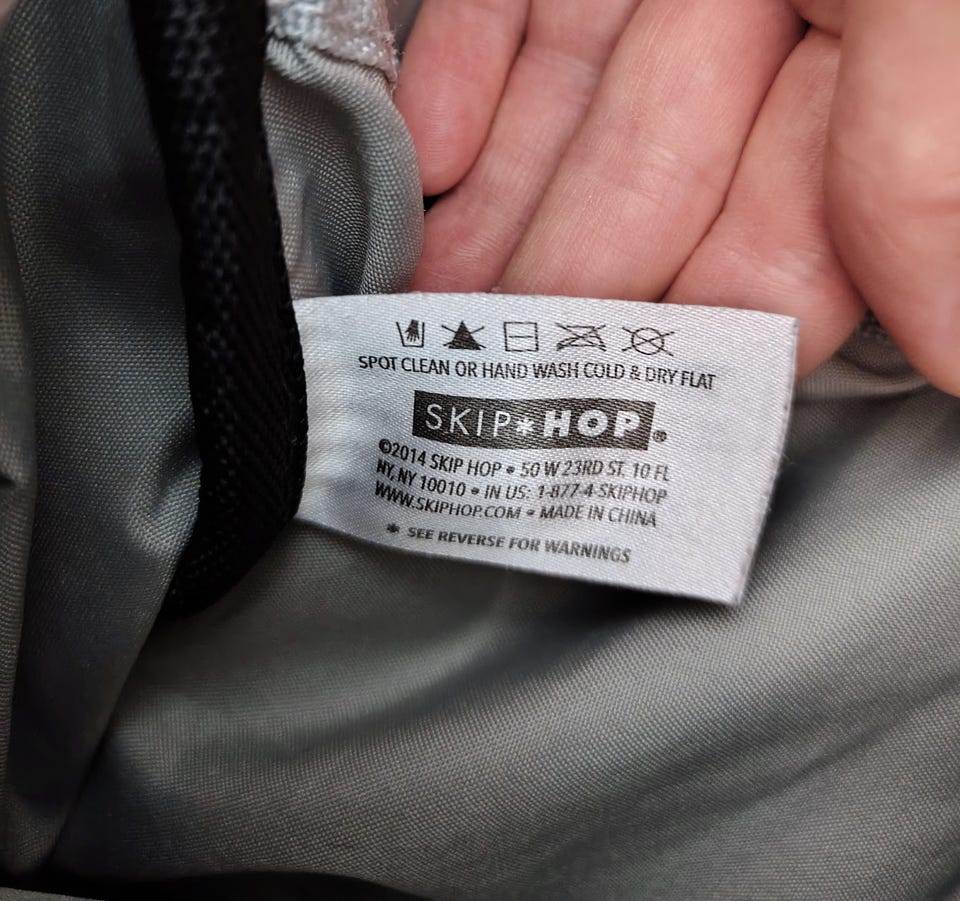 SPOT CLEAN OR HAND WASH COLD & DRY FLAT
SKIP*HOP®
©2014 SKIP HOP • 50 W 23RD ST. 10 FL
NY, NY 10010 • IN US: 1-877-4-SKIPHOP
WWW.SKIPHOP.COM • MADE IN CHINA
* SEE REVERSE FOR WARNINGS